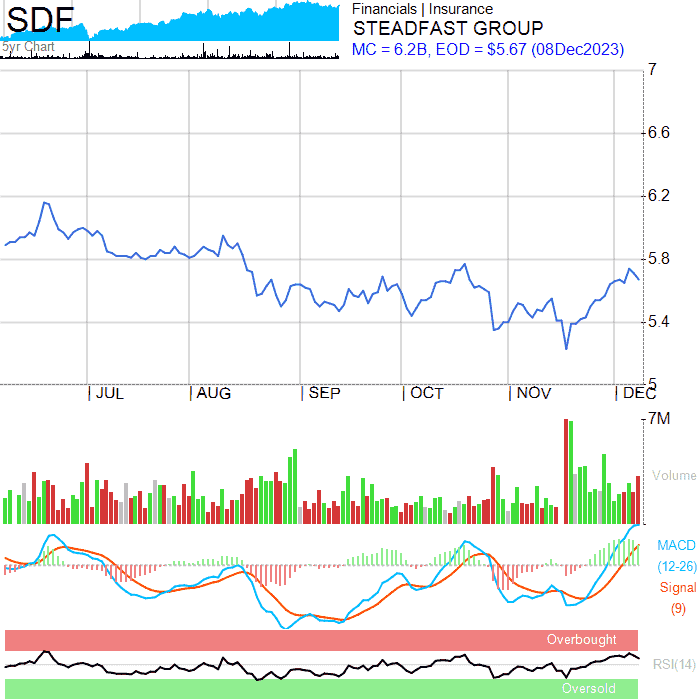 SDF
5yr Chart
Financials | Insurance
STEADFAST GROUP
MC = 6.2B, EOD = $5.67 (08Dec2023)
7
6.6
6.2
5.8
5.4
5
JUL AUG SEP OCT NOV DEC
7M
Volume
MACD
(12-26)
Signal
(9)
Overbought
RSI(14)
Oversold